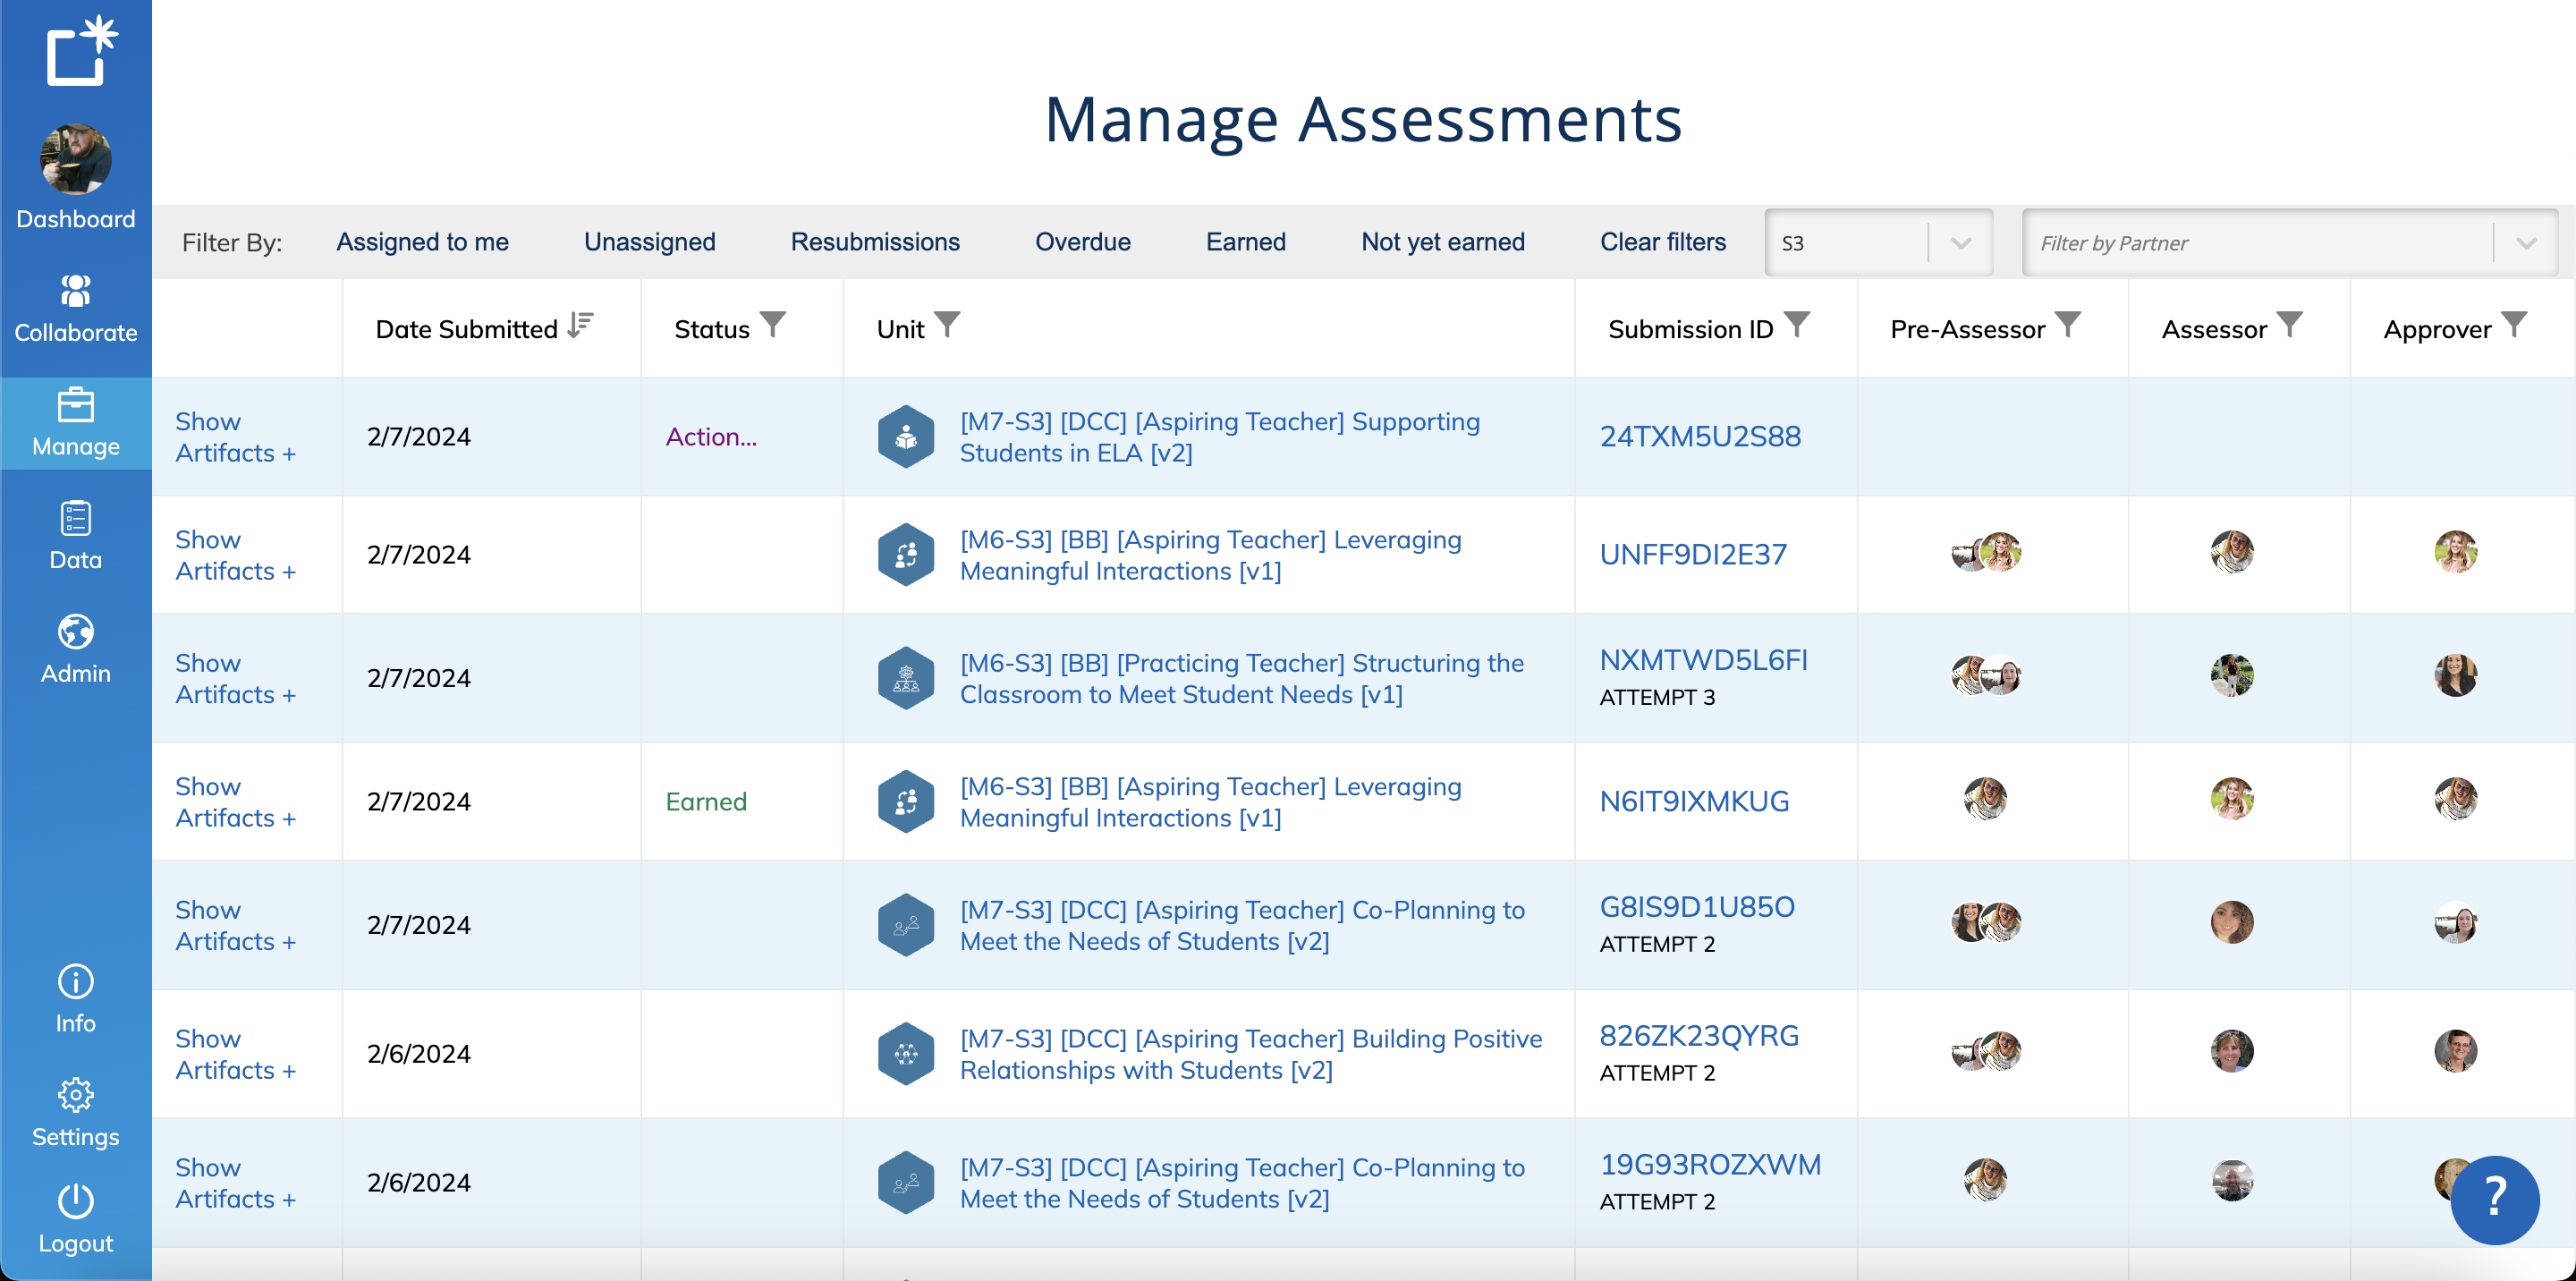 Manage Assessments
Dashboard
Collaborate
Manage
Data
Admin
Info
Settings
Logout
Filter By: Assigned to me Unassigned Resubmissions Overdue Earned Not yet earned Clear filters S3 Filter by Partner
Date Submitted Status Unit Submission ID Pre-Assessor Assessor Approver
Show
Artifacts +
2/7/2024
Action...
[M7-S3] [DCC] [Aspiring Teacher] Supporting
Students in ELA [v2]
24TXM5U2S88
Show
Artifacts +
2/7/2024
[M6-S3] [BB] [Aspiring Teacher] Leveraging
Meaningful Interactions [v1]
UNFF9DI2E37
Show
Artifacts +
2/7/2024
[M6-S3] [BB] [Practicing Teacher] Structuring the
Classroom to Meet Student Needs [v1]
NXMTWD5L6FI
ATTEMPT 3
Show
Artifacts +
2/7/2024
Earned
[M6-S3] [BB] [Aspiring Teacher] Leveraging
Meaningful Interactions [v1]
N6IT9IXMKUG
Show
Artifacts +
2/7/2024
[M7-S3] [DCC] [Aspiring Teacher] Co-Planning to
Meet the Needs of Students [v2]
G8IS9D1U85O
ATTEMPT 2
Show
Artifacts +
2/6/2024
[M7-S3] [DCC] [Aspiring Teacher] Building Positive
Relationships with Students [v2]
826ZK23QYRG
ATTEMPT 2
Show
Artifacts +
2/6/2024
[M7-S3] [DCC] [Aspiring Teacher] Co-Planning to
Meet the Needs of Students [v2]
19G93ROZXWM
ATTEMPT 2
?